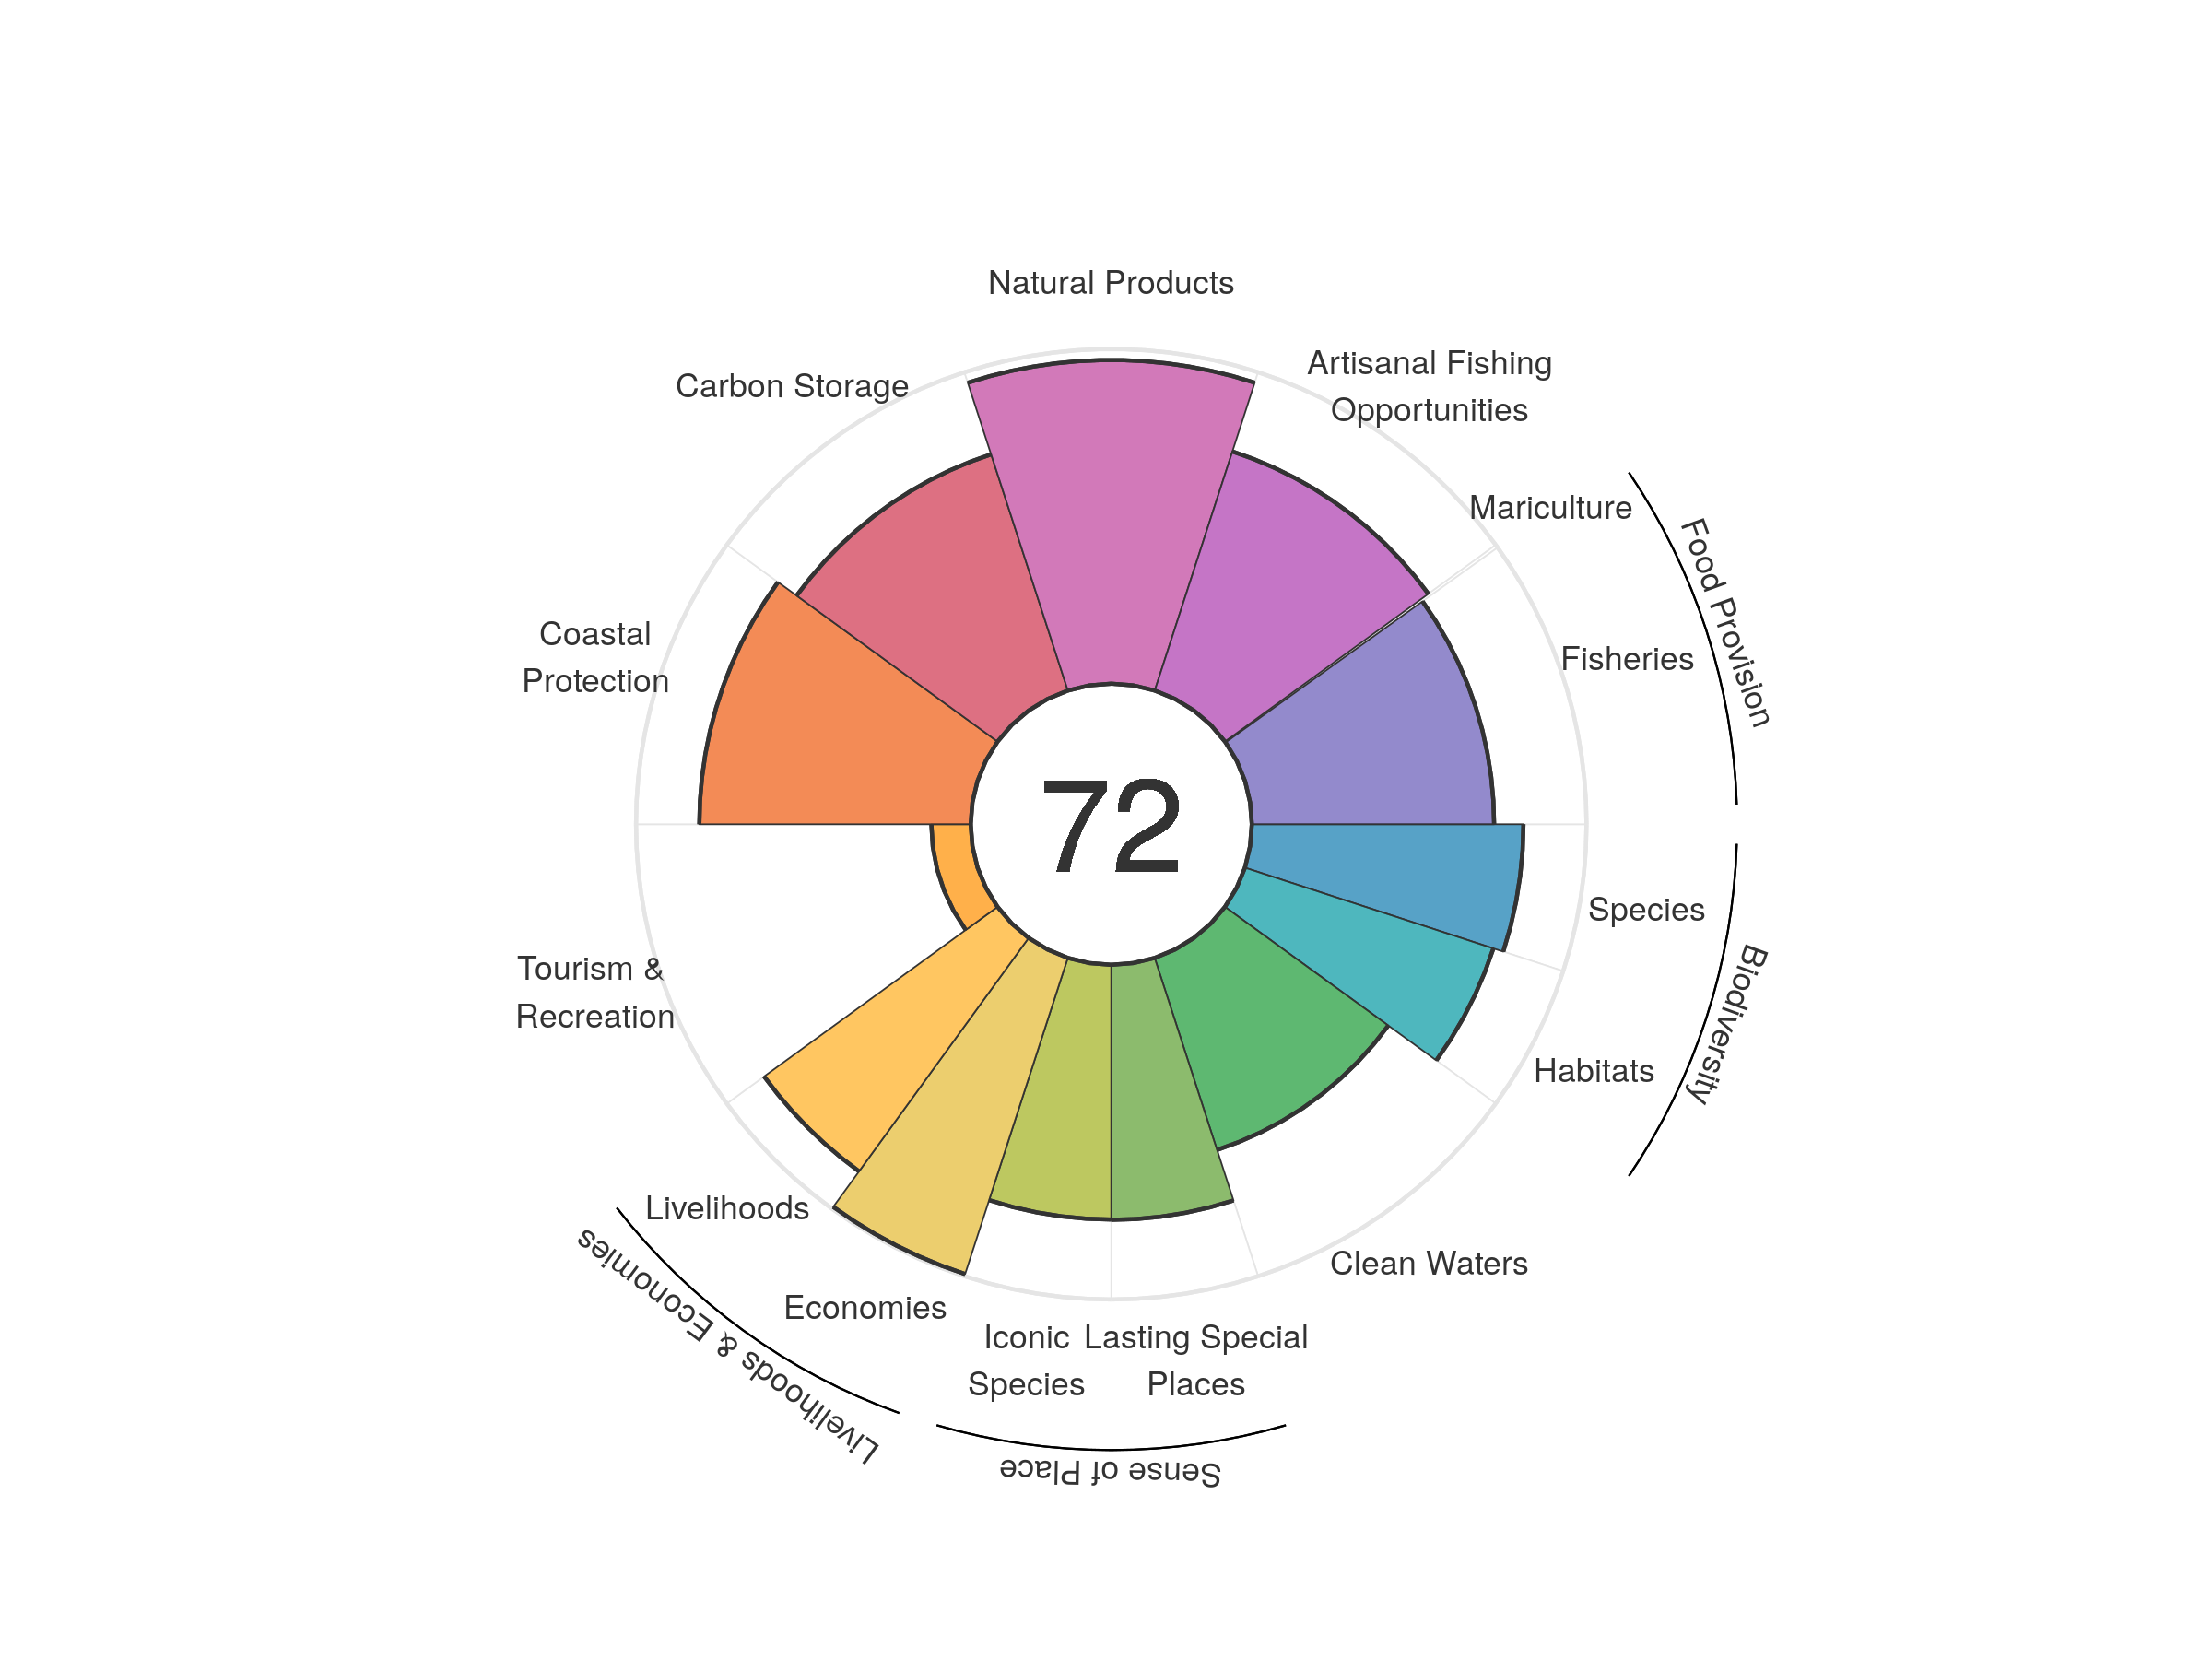 Natural Products
Carbon Storage
Artisanal Fishing
Opportunities
Mariculture
Food Provision
Fisheries
Coastal
Protection
72
Species
Biodiversity
Tourism &
Recreation
Habitats
Livelihoods
Clean Waters
Livelihoods & Economies
Economies
Iconic
Species
Lasting Special
Places
Sense of Place